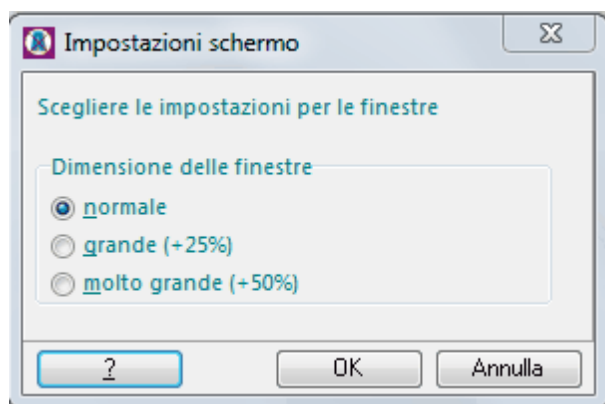 Impostazioni schermo
Scegliere le impostazioni per le finestre
Dimensione delle finestre
normale
grande (+25%)
molto grande (+50%)
? OK Annulla